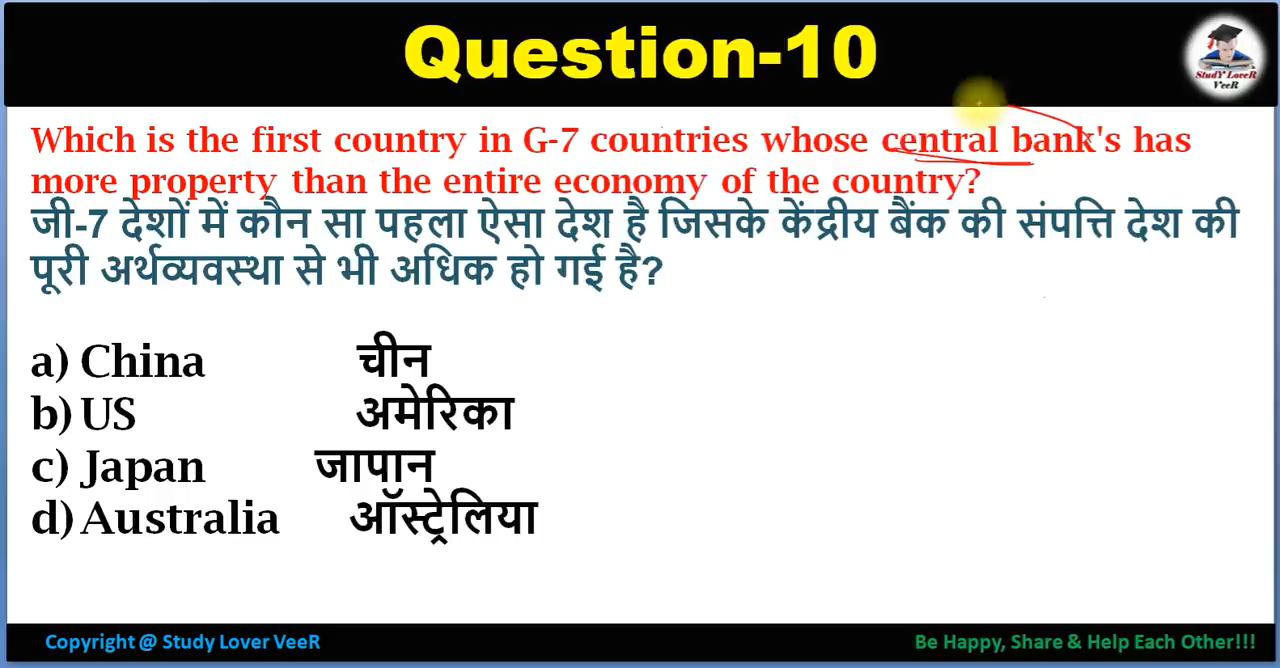 Question-10
StudY LoveR
VeeR
Which is the first country in G-7 countries whose central bank's has
more property than the entire economy of the country?
जी-7 देशों में कौन सा पहला ऐसा देश है जिसके केंद्रीय बैंक की संपत्ति देश की
पूरी अर्थव्यवस्था से भी अधिक हो गई है?
a) China चीन
b) US अमेरिका
c) Japan जापान
d) Australia ऑस्ट्रेलिया
Copyright @ Study Lover VeeR
Be Happy, Share & Help Each Other!!!